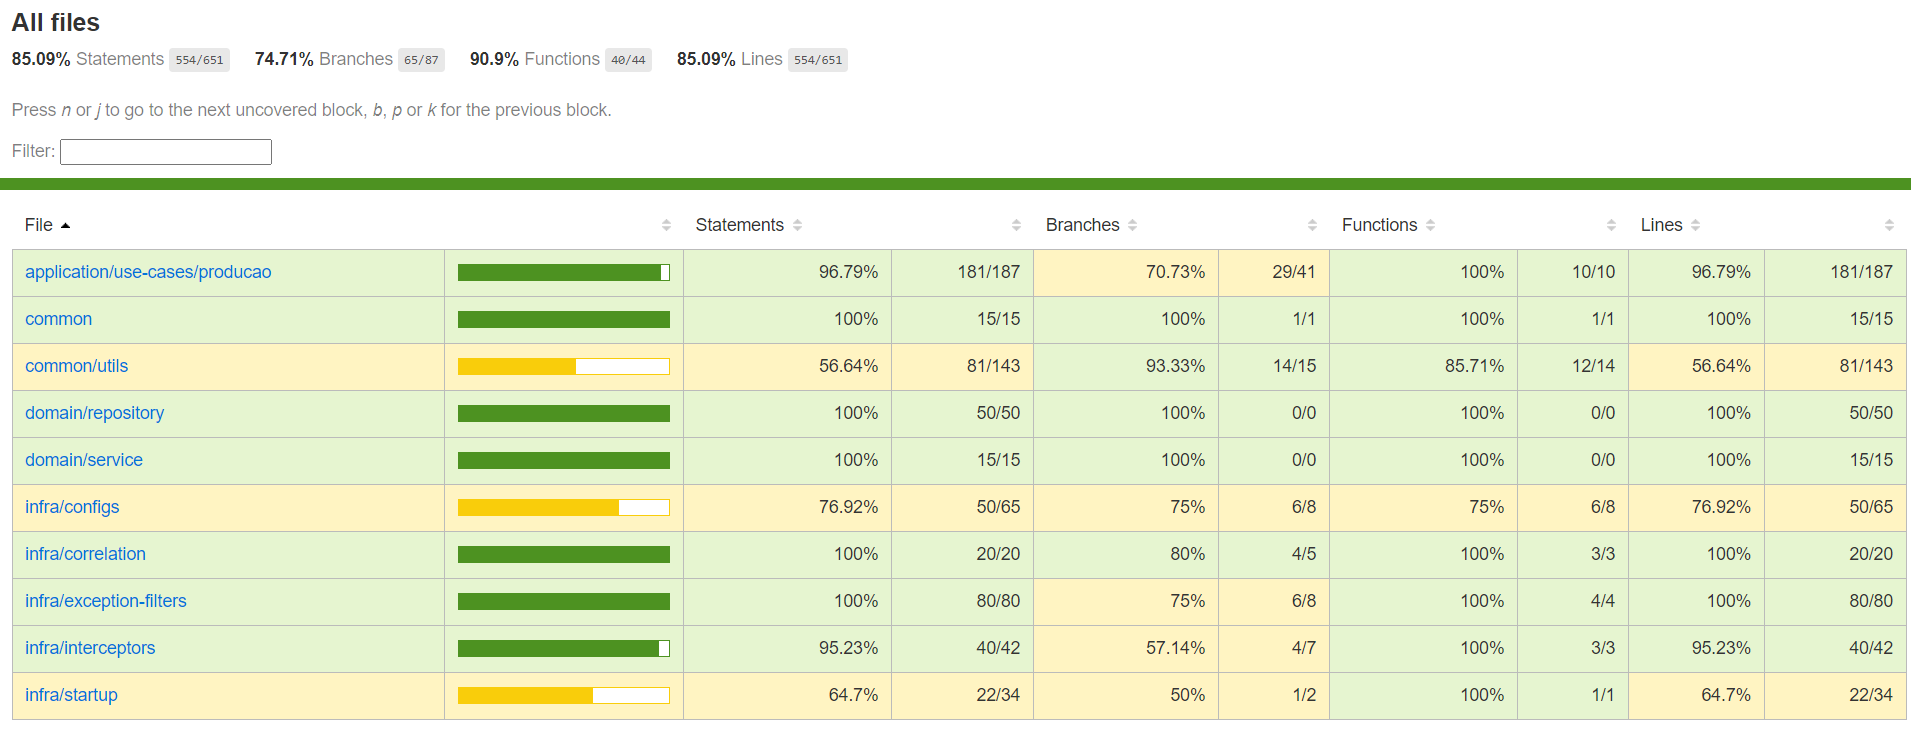 All files
85.09% Statements 554/651 74.71% Branches 65/87 90.9% Functions 40/44 85.09% Lines 554/651
Press n or j to go to the next uncovered block, b, p or k for the previous block.
Filter:
File Statements Branches Functions Lines
application/use-cases/producao 96.79% 181/187 70.73% 29/41 100% 10/10 96.79% 181/187
common 100% 15/15 100% 1/1 100% 1/1 100% 15/15
common/utils 56.64% 81/143 93.33% 14/15 85.71% 12/14 56.64% 81/143
domain/repository 100% 50/50 100% 0/0 100% 0/0 100% 50/50
domain/service 100% 15/15 100% 0/0 100% 0/0 100% 15/15
infra/configs 76.92% 50/65 75% 6/8 75% 6/8 76.92% 50/65
infra/correlation 100% 20/20 80% 4/5 100% 3/3 100% 20/20
infra/exception-filters 100% 80/80 75% 6/8 100% 4/4 100% 80/80
infra/interceptors 95.23% 40/42 57.14% 4/7 100% 3/3 95.23% 40/42
infra/startup 64.7% 22/34 50% 1/2 100% 1/1 64.7% 22/34